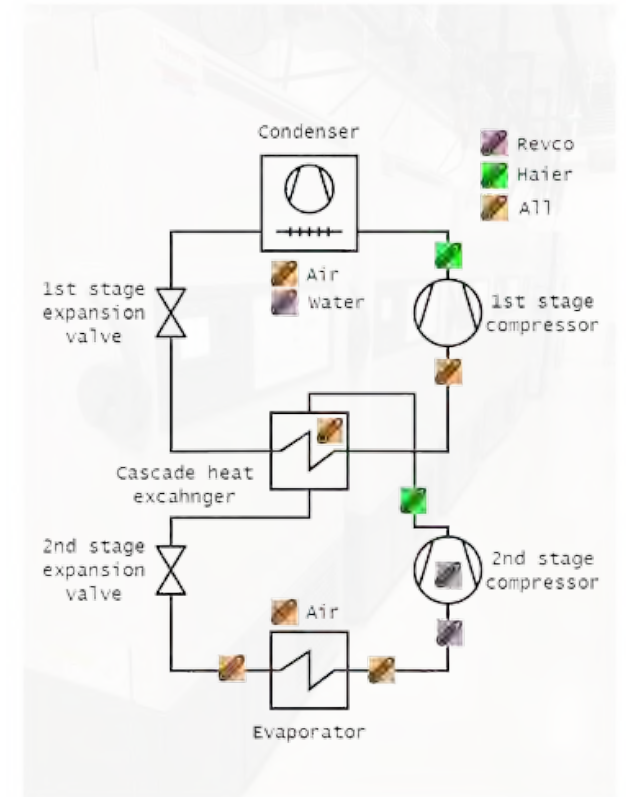 Condenser
Revco
Haier
All
Air
Water
1st stage
expansion
valve
1st stage
compressor
Cascade heat
excahnger
2nd stage
expansion
valve
2nd stage
compressor
Air
Evaporator